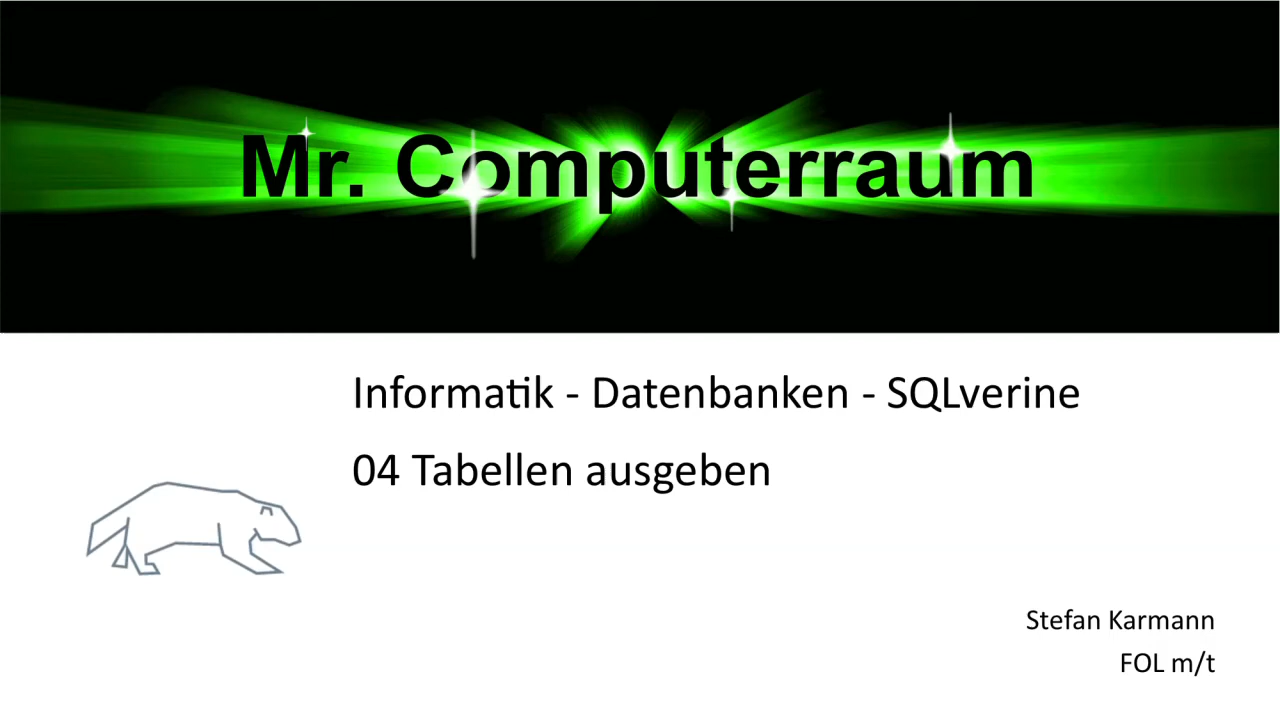 Mr. Computerraum
Informatik - Datenbanken - SQLverine
04 Tabellen ausgeben
Stefan Karmann
FOL m/t